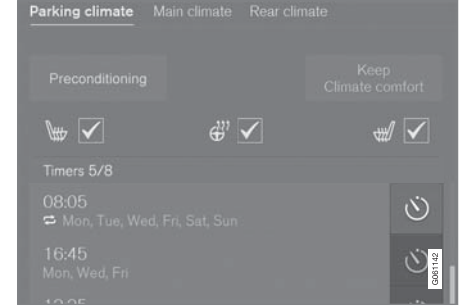 Parking climate Main climate Rear climate
Preconditioning
Keep
Climate comfort
Timers 5/8
08:05
Mon, Tue, Wed, Fri, Sat, Sun
16:45
Mon, Wed, Fri
G061142